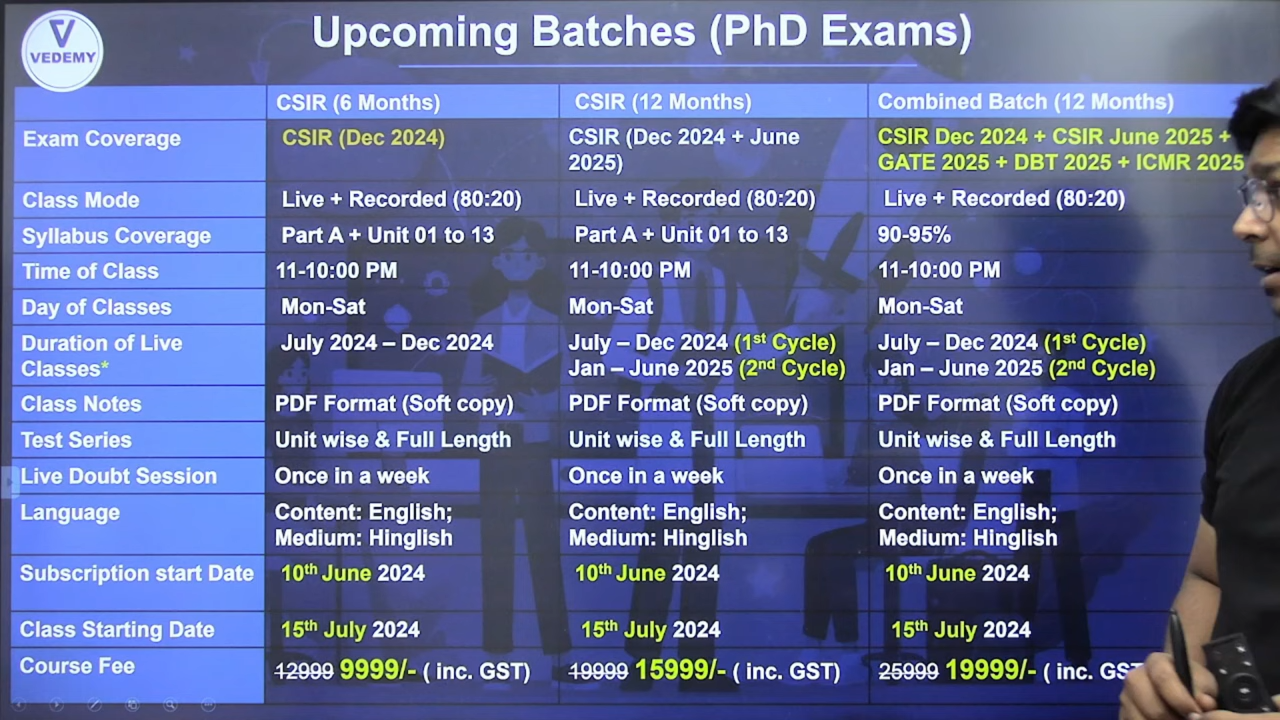 VEDEMY
Upcoming Batches (PhD Exams)
CSIR (6 Months) CSIR (12 Months) Combined Batch (12 Months)
Exam Coverage CSIR (Dec 2024) CSIR (Dec 2024 + June 2025) CSIR Dec 2024 + CSIR June 2025 + GATE 2025 + DBT 2025 + ICMR 2025
Class Mode Live + Recorded (80:20) Live + Recorded (80:20) Live + Recorded (80:20)
Syllabus Coverage Part A + Unit 01 to 13 Part A + Unit 01 to 13 90-95%
Time of Class 11-10:00 PM 11-10:00 PM 11-10:00 PM
Day of Classes Mon-Sat Mon-Sat Mon-Sat
Duration of Live Classes* July 2024 – Dec 2024 July – Dec 2024 (1st Cycle) Jan – June 2025 (2nd Cycle) July – Dec 2024 (1st Cycle) Jan – June 2025 (2nd Cycle)
Class Notes PDF Format (Soft copy) PDF Format (Soft copy) PDF Format (Soft copy)
Test Series Unit wise & Full Length Unit wise & Full Length Unit wise & Full Length
Live Doubt Session Once in a week Once in a week Once in a week
Language Content: English; Medium: Hinglish Content: English; Medium: Hinglish Content: English; Medium: Hinglish
Subscription start Date 10th June 2024 10th June 2024 10th June 2024
Class Starting Date 15th July 2024 15th July 2024 15th July 2024
Course Fee 12999 9999/- ( inc. GST) 19999 15999/- ( inc. GST) 25999 19999/- ( inc. GST